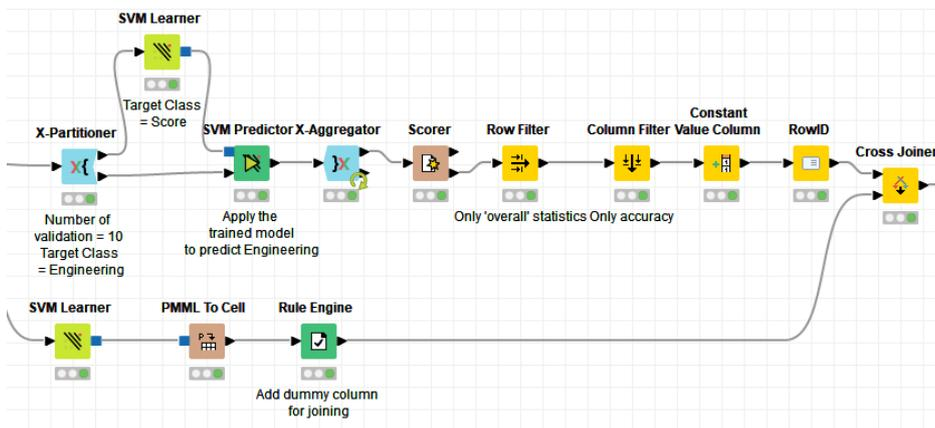 SVM Learner
Target Class
= Score
X-Partitioner
Number of
validation = 10
Target Class
= Engineering
SVM Predictor
Apply the
trained model
to predict Engineering
X-Aggregator
Scorer
Row Filter
Only 'overall' statistics
Column Filter
Only accuracy
Constant
Value Column
RowID
Cross Joiner
SVM Learner
PMML To Cell
Rule Engine
Add dummy column
for joining